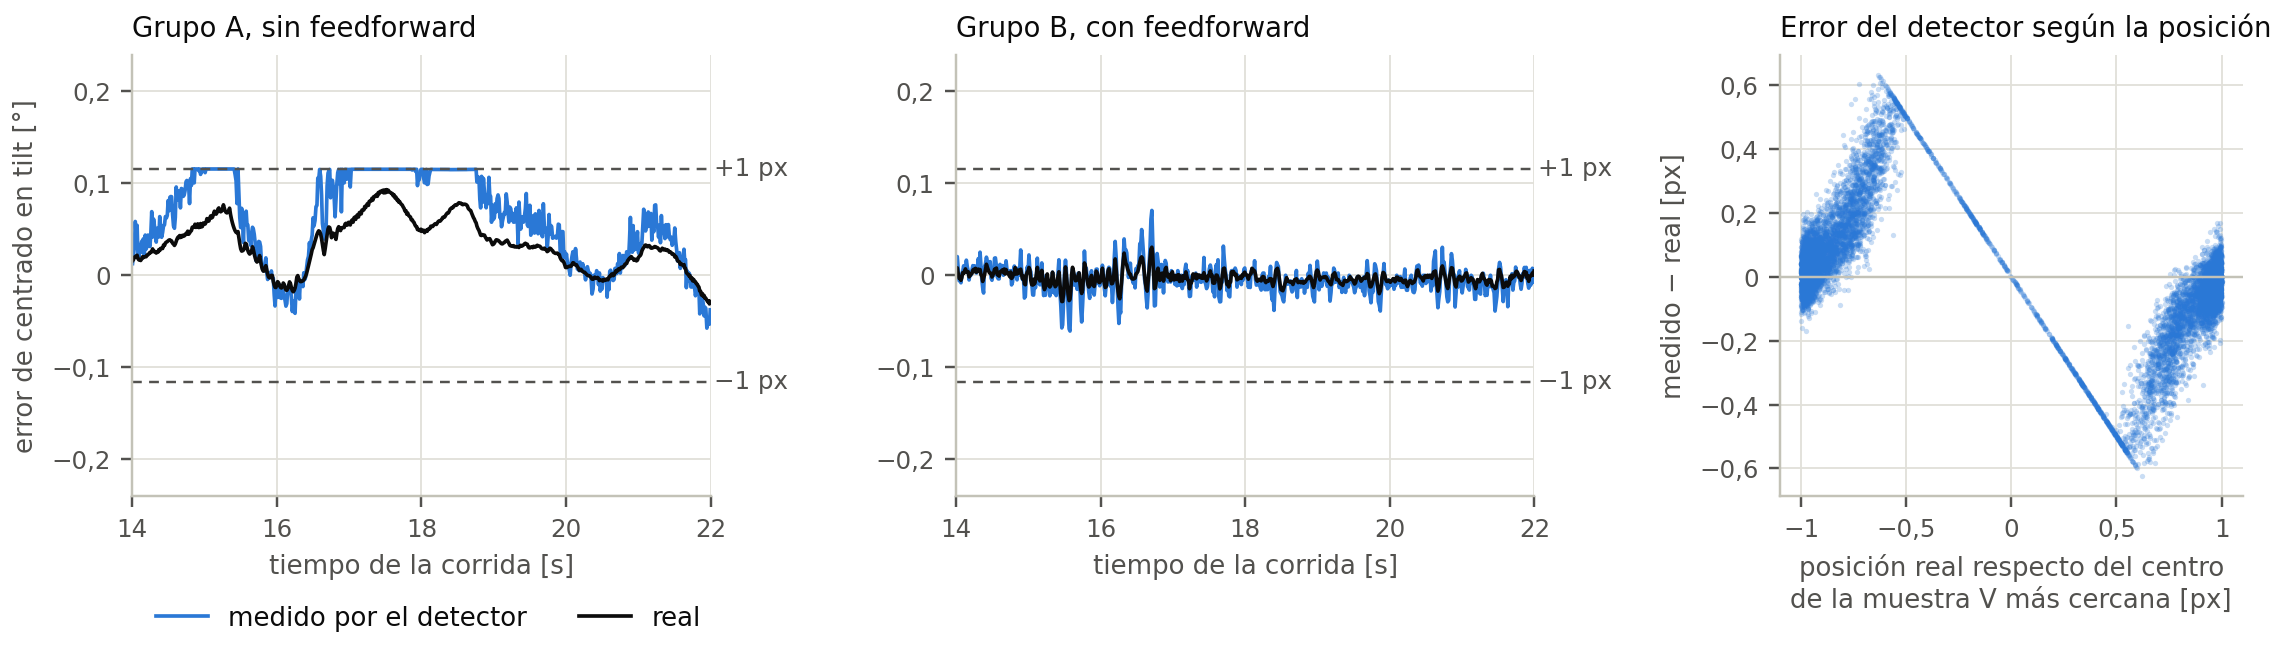 Grupo A, sin feedforward
error de centrado en tilt [°]
0,2
0,1
0
−0,1
−0,2
+1 px
−1 px
14
16
18
20
22
tiempo de la corrida [s]
medido por el detector
real
Grupo B, con feedforward
0,2
0,1
0
−0,1
−0,2
+1 px
−1 px
14
16
18
20
22
tiempo de la corrida [s]
Error del detector según la posición
medido − real [px]
0,6
0,4
0,2
0
−0,2
−0,4
−0,6
−1
−0,5
0
0,5
1
posición real respecto del centro
de la muestra V más cercana [px]